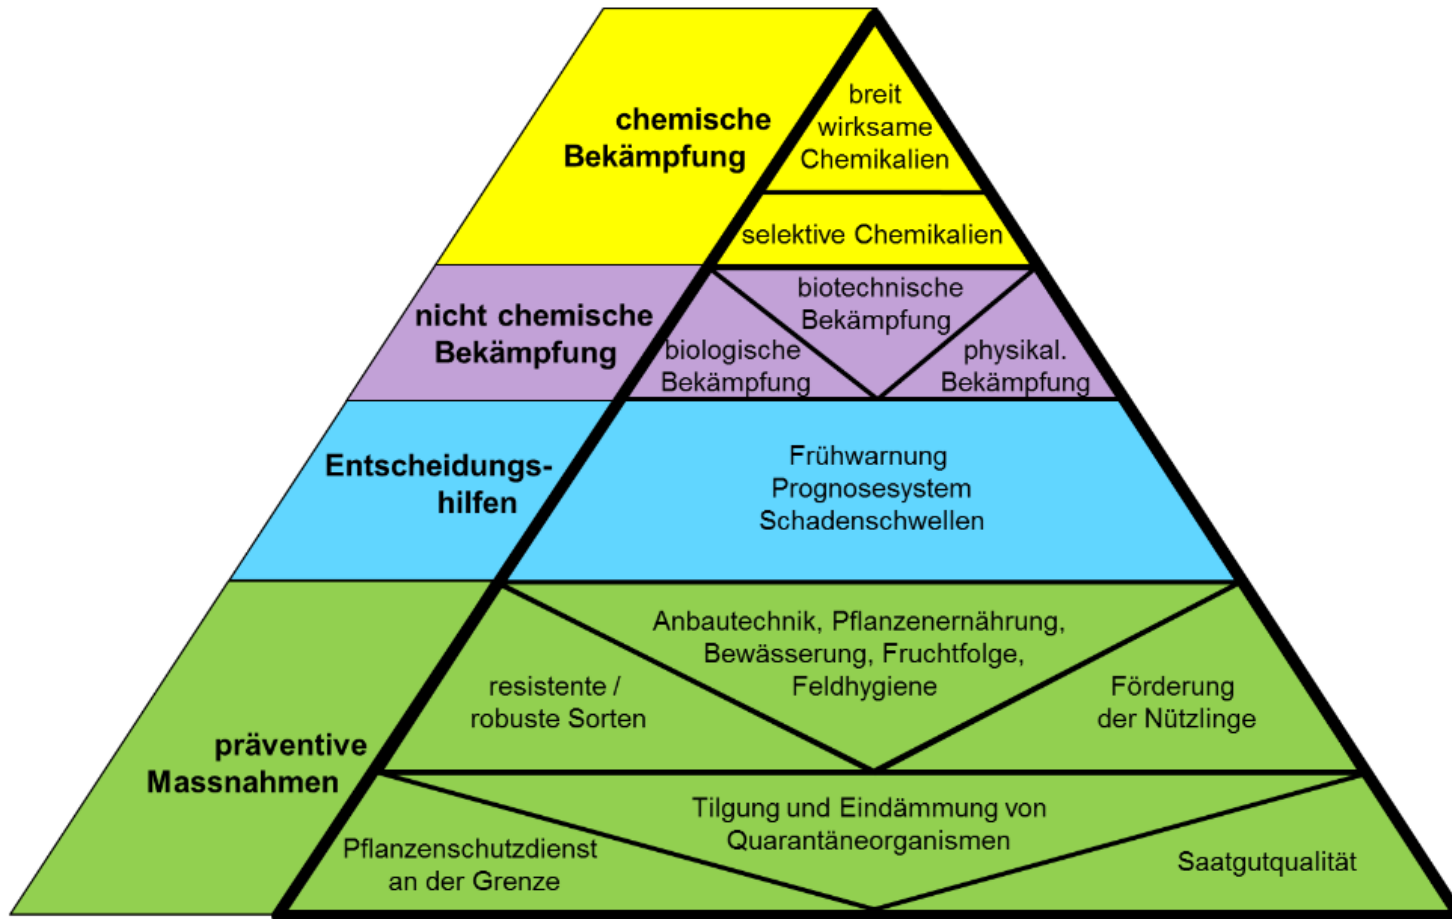 chemische
Bekämpfung
breit
wirksame
Chemikalien
selektive Chemikalien
nicht chemische
Bekämpfung
biotechnische
Bekämpfung
biologische
Bekämpfung
physikal.
Bekämpfung
Entscheidungs-
hilfen
Frühwarnung
Prognosesystem
Schadenschwellen
präventive
Massnahmen
Anbautechnik, Pflanzenernährung,
Bewässerung, Fruchtfolge,
Feldhygiene
resistente /
robuste Sorten
Förderung
der Nützlinge
Tilgung und Eindämmung von
Quarantäneorganismen
Pflanzenschutzdienst
an der Grenze
Saatgutqualität